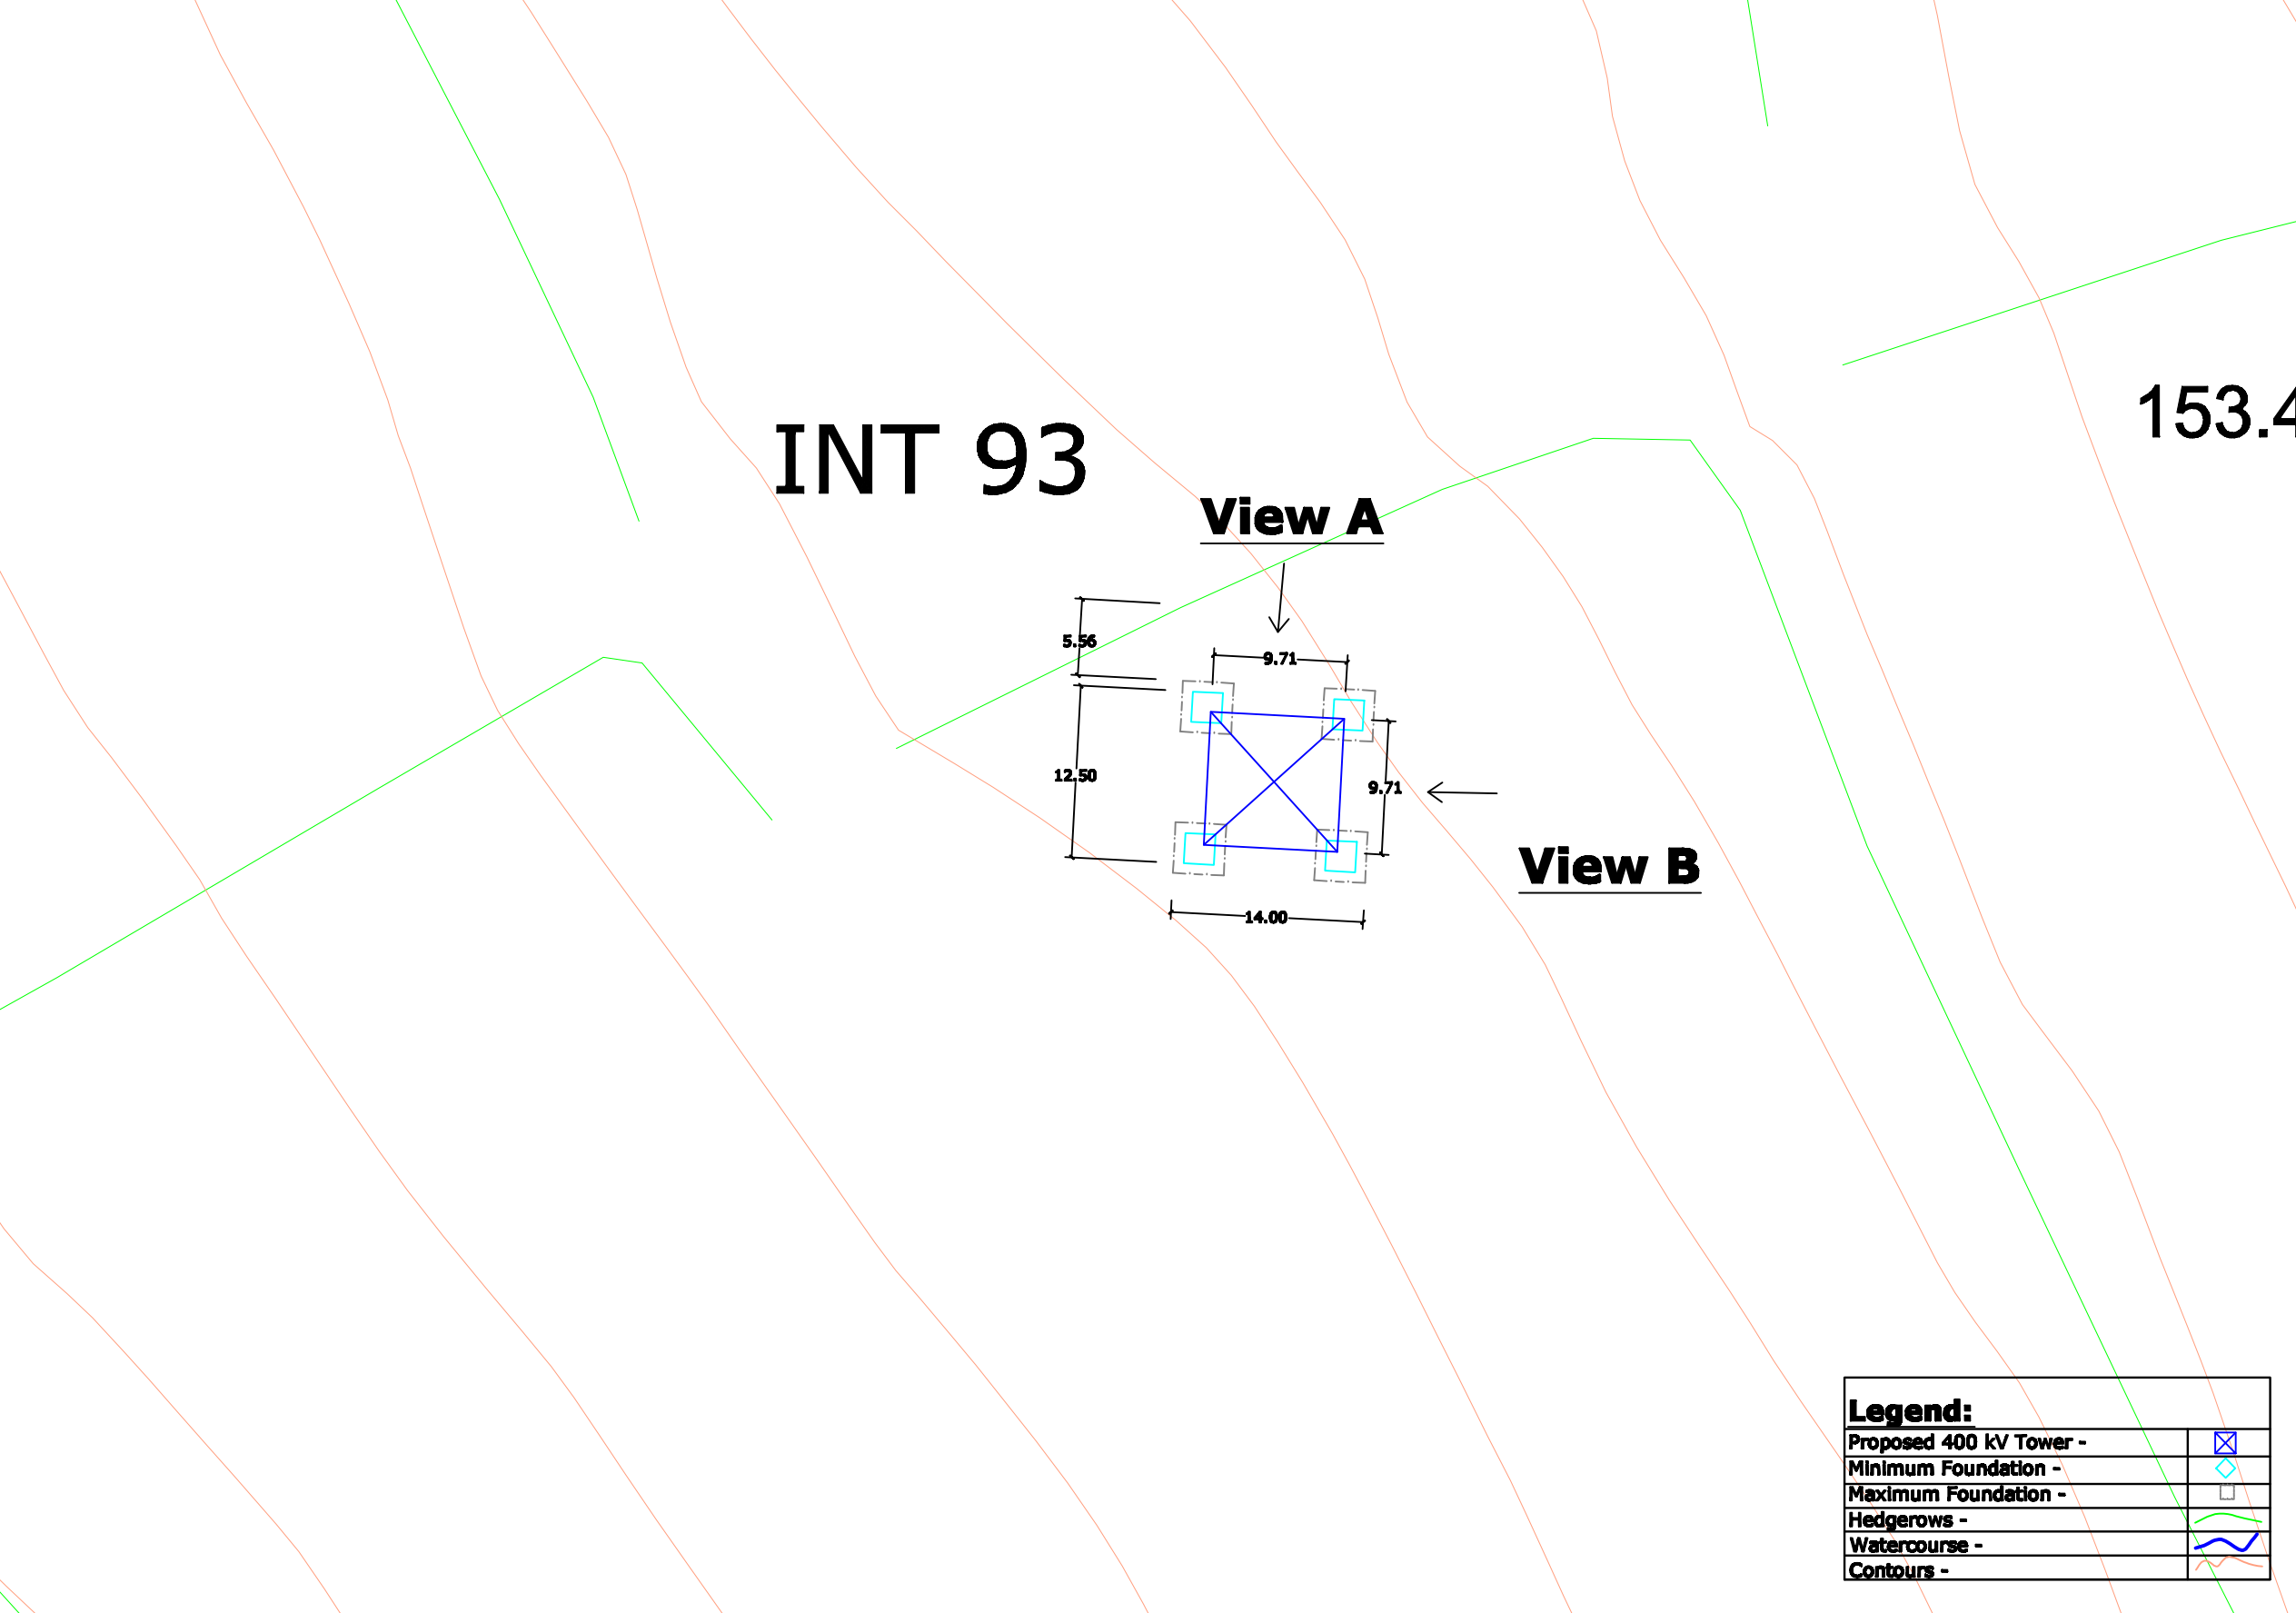 INT 93
153.4
View A
5.56
9.71
12.50
9.71
View B
14.00
Legend:
Proposed 400 kV Tower -
Minimum Foundation -
Maximum Foundation -
Hedgerows -
Watercourse -
Contours -